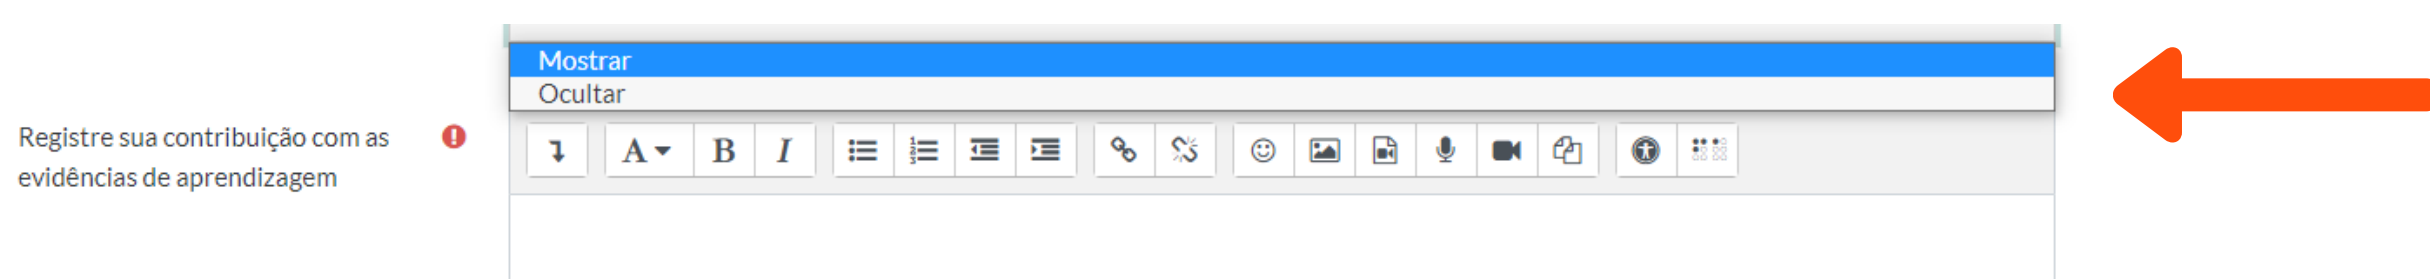 Mostrar
Ocultar
Registre sua contribuição com as
evidências de aprendizagem
A B I